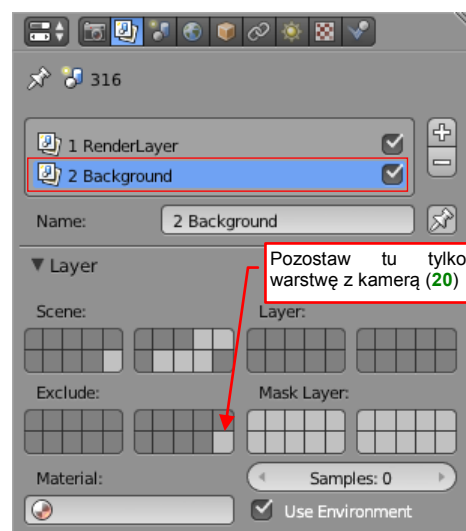 316
1 RenderLayer
2 Background
Name: 2 Background
Pozostaw tu tylko
warstwę z kamerą (20)
Layer
Scene: Layer:
Exclude: Mask Layer:
Material: Samples: 0
Use Environment